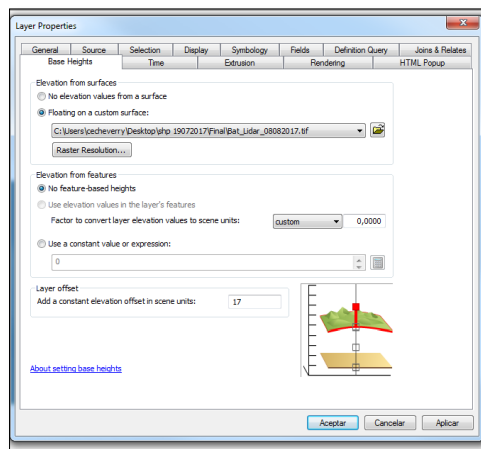 Layer Properties
General Source Selection Display Symbology Fields Definition Query Joins & Relates
Base Heights Time Extrusion Rendering HTML Popup
Elevation from surfaces
No elevation values from a surface
Floating on a custom surface:
C:\Users\cecheverry\Desktop\shp 19072017\Final\Bat_Lidar_08082017.tif
Raster Resolution...
Elevation from features
No feature-based heights
Use elevation values in the layer's features
Factor to convert layer elevation values to scene units: custom 0,0000
Use a constant value or expression:
0
Layer offset
Add a constant elevation offset in scene units: 17
About setting base heights
Aceptar Cancelar Aplicar